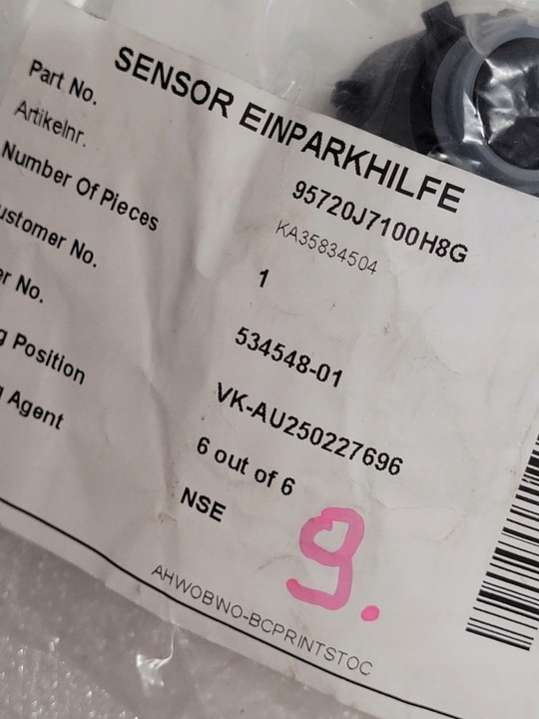 SENSOR EINPARKHILFE
Part No. 95720J7100H8G
Artikelnr. KA35834504
Number Of Pieces 1
ustomer No. 534548-01
er No. VK-AU250227696
g Position 6 out of 6
Agent NSE
9.
AHWOBWO-BCPRINTSTOC